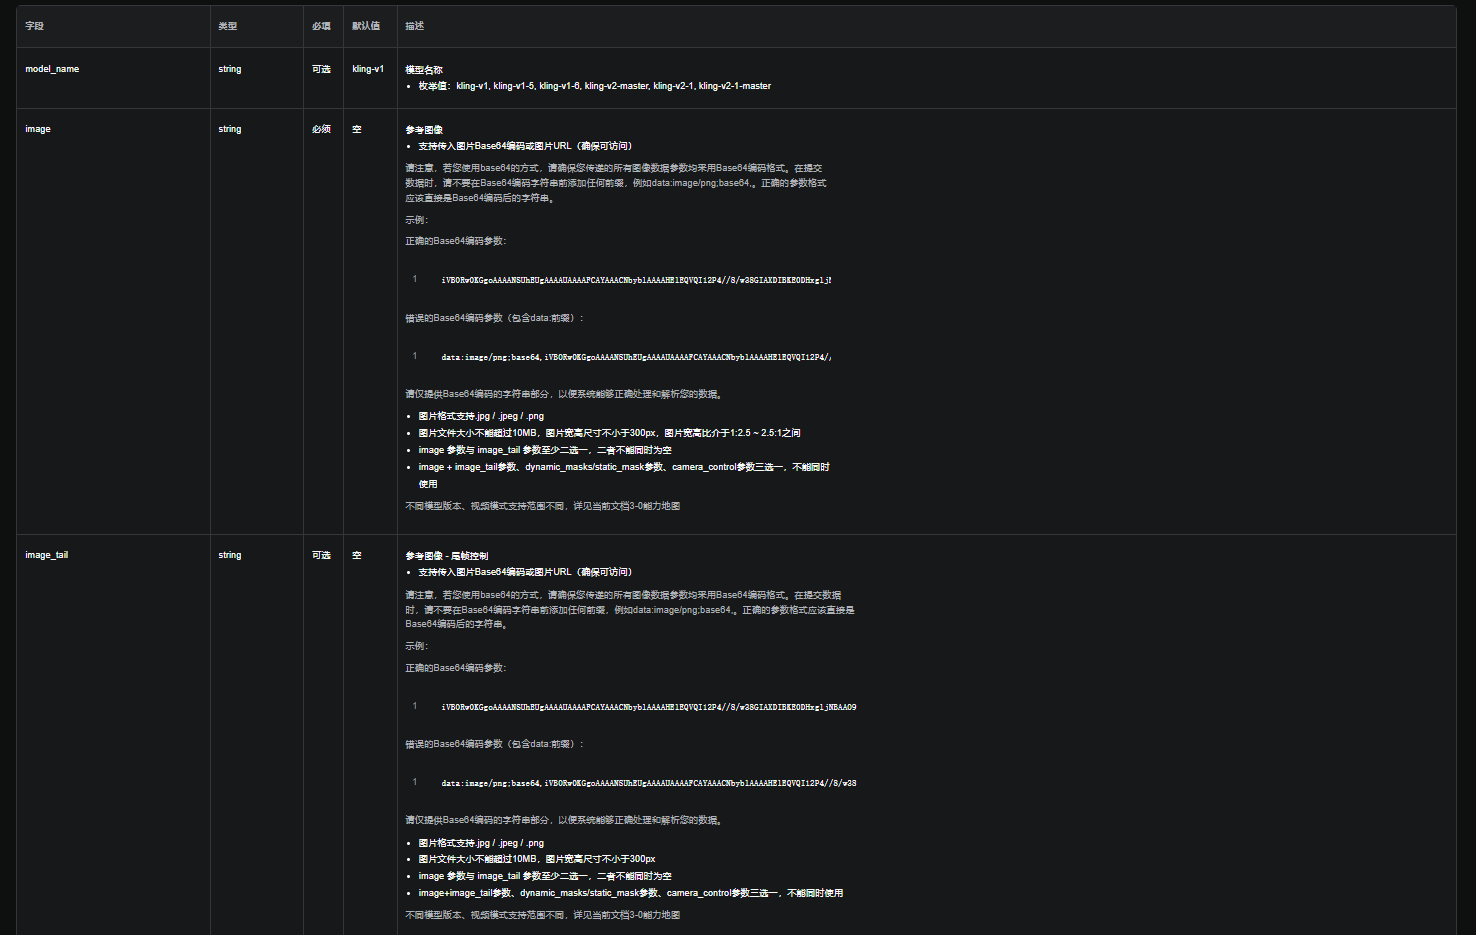 字段 类型 必填 默认值 描述
model_name string 可选 kling-v1 模型名称
• 枚举值：kling-v1, kling-v1-5, kling-v1-6, kling-v2-master, kling-v2-1, kling-v2-1-master
image string 必须 空 参考图像
• 支持传入图片Base64编码或图片URL（确保可访问）
请注意，若您使用base64的方式，请确保您传递的所有图像数据参数均采用Base64编码格式。在提交
数据时，请不要在Base64编码字符串前添加任何前缀，例如data:image/png;base64,。正确的参数格式
应该直接是Base64编码后的字符串。
示例：
正确的Base64编码参数：
1 iVBORw0KGgoAAAANSUhEUgAAAAUAAAAFCAYAAACNbyblAAAAHElEQVQI12P4//8/w38GIAXDIBKE0DHxgljN
错误的Base64编码参数（包含data:前缀）：
1 data:image/png;base64,iVBORw0KGgoAAAANSUhEUgAAAAUAAAAFCAYAAACNbyblAAAAHElEQVQI12P4/
请仅提供Base64编码的字符串部分，以便系统能够正确处理和解析您的数据。
• 图片格式支持.jpg / .jpeg / .png
• 图片文件大小不能超过10MB，图片宽高尺寸不小于300px，图片宽高比介于1:2.5 ~ 2.5:1之间
• image 参数与 image_tail 参数至少二选一，二者不能同时为空
• image + image_tail参数、dynamic_masks/static_mask参数、camera_control参数三选一，不能同时
使用
不同模型版本、视频模式支持范围不同，详见当前文档3-0能力地图
image_tail string 可选 空 参考图像 - 尾帧控制
• 支持传入图片Base64编码或图片URL（确保可访问）
请注意，若您使用base64的方式，请确保您传递的所有图像数据参数均采用Base64编码格式。在提交数据
时，请不要在Base64编码字符串前添加任何前缀，例如data:image/png;base64,。正确的参数格式应该直接是
Base64编码后的字符串。
示例：
正确的Base64编码参数：
1 iVBORw0KGgoAAAANSUhEUgAAAAUAAAAFCAYAAACNbyblAAAAHElEQVQI12P4//8/w38GIAXDIBKE0DHxgljNBAAO9
错误的Base64编码参数（包含data:前缀）：
1 data:image/png;base64,iVBORw0KGgoAAAANSUhEUgAAAAUAAAAFCAYAAACNbyblAAAAHElEQVQI12P4//8/w38
请仅提供Base64编码的字符串部分，以便系统能够正确处理和解析您的数据。
• 图片格式支持.jpg / .jpeg / .png
• 图片文件大小不能超过10MB，图片宽高尺寸不小于300px
• image 参数与 image_tail 参数至少二选一，二者不能同时为空
• image+image_tail参数、dynamic_masks/static_mask参数、camera_control参数三选一，不能同时使用
不同模型版本、视频模式支持范围不同，详见当前文档3-0能力地图